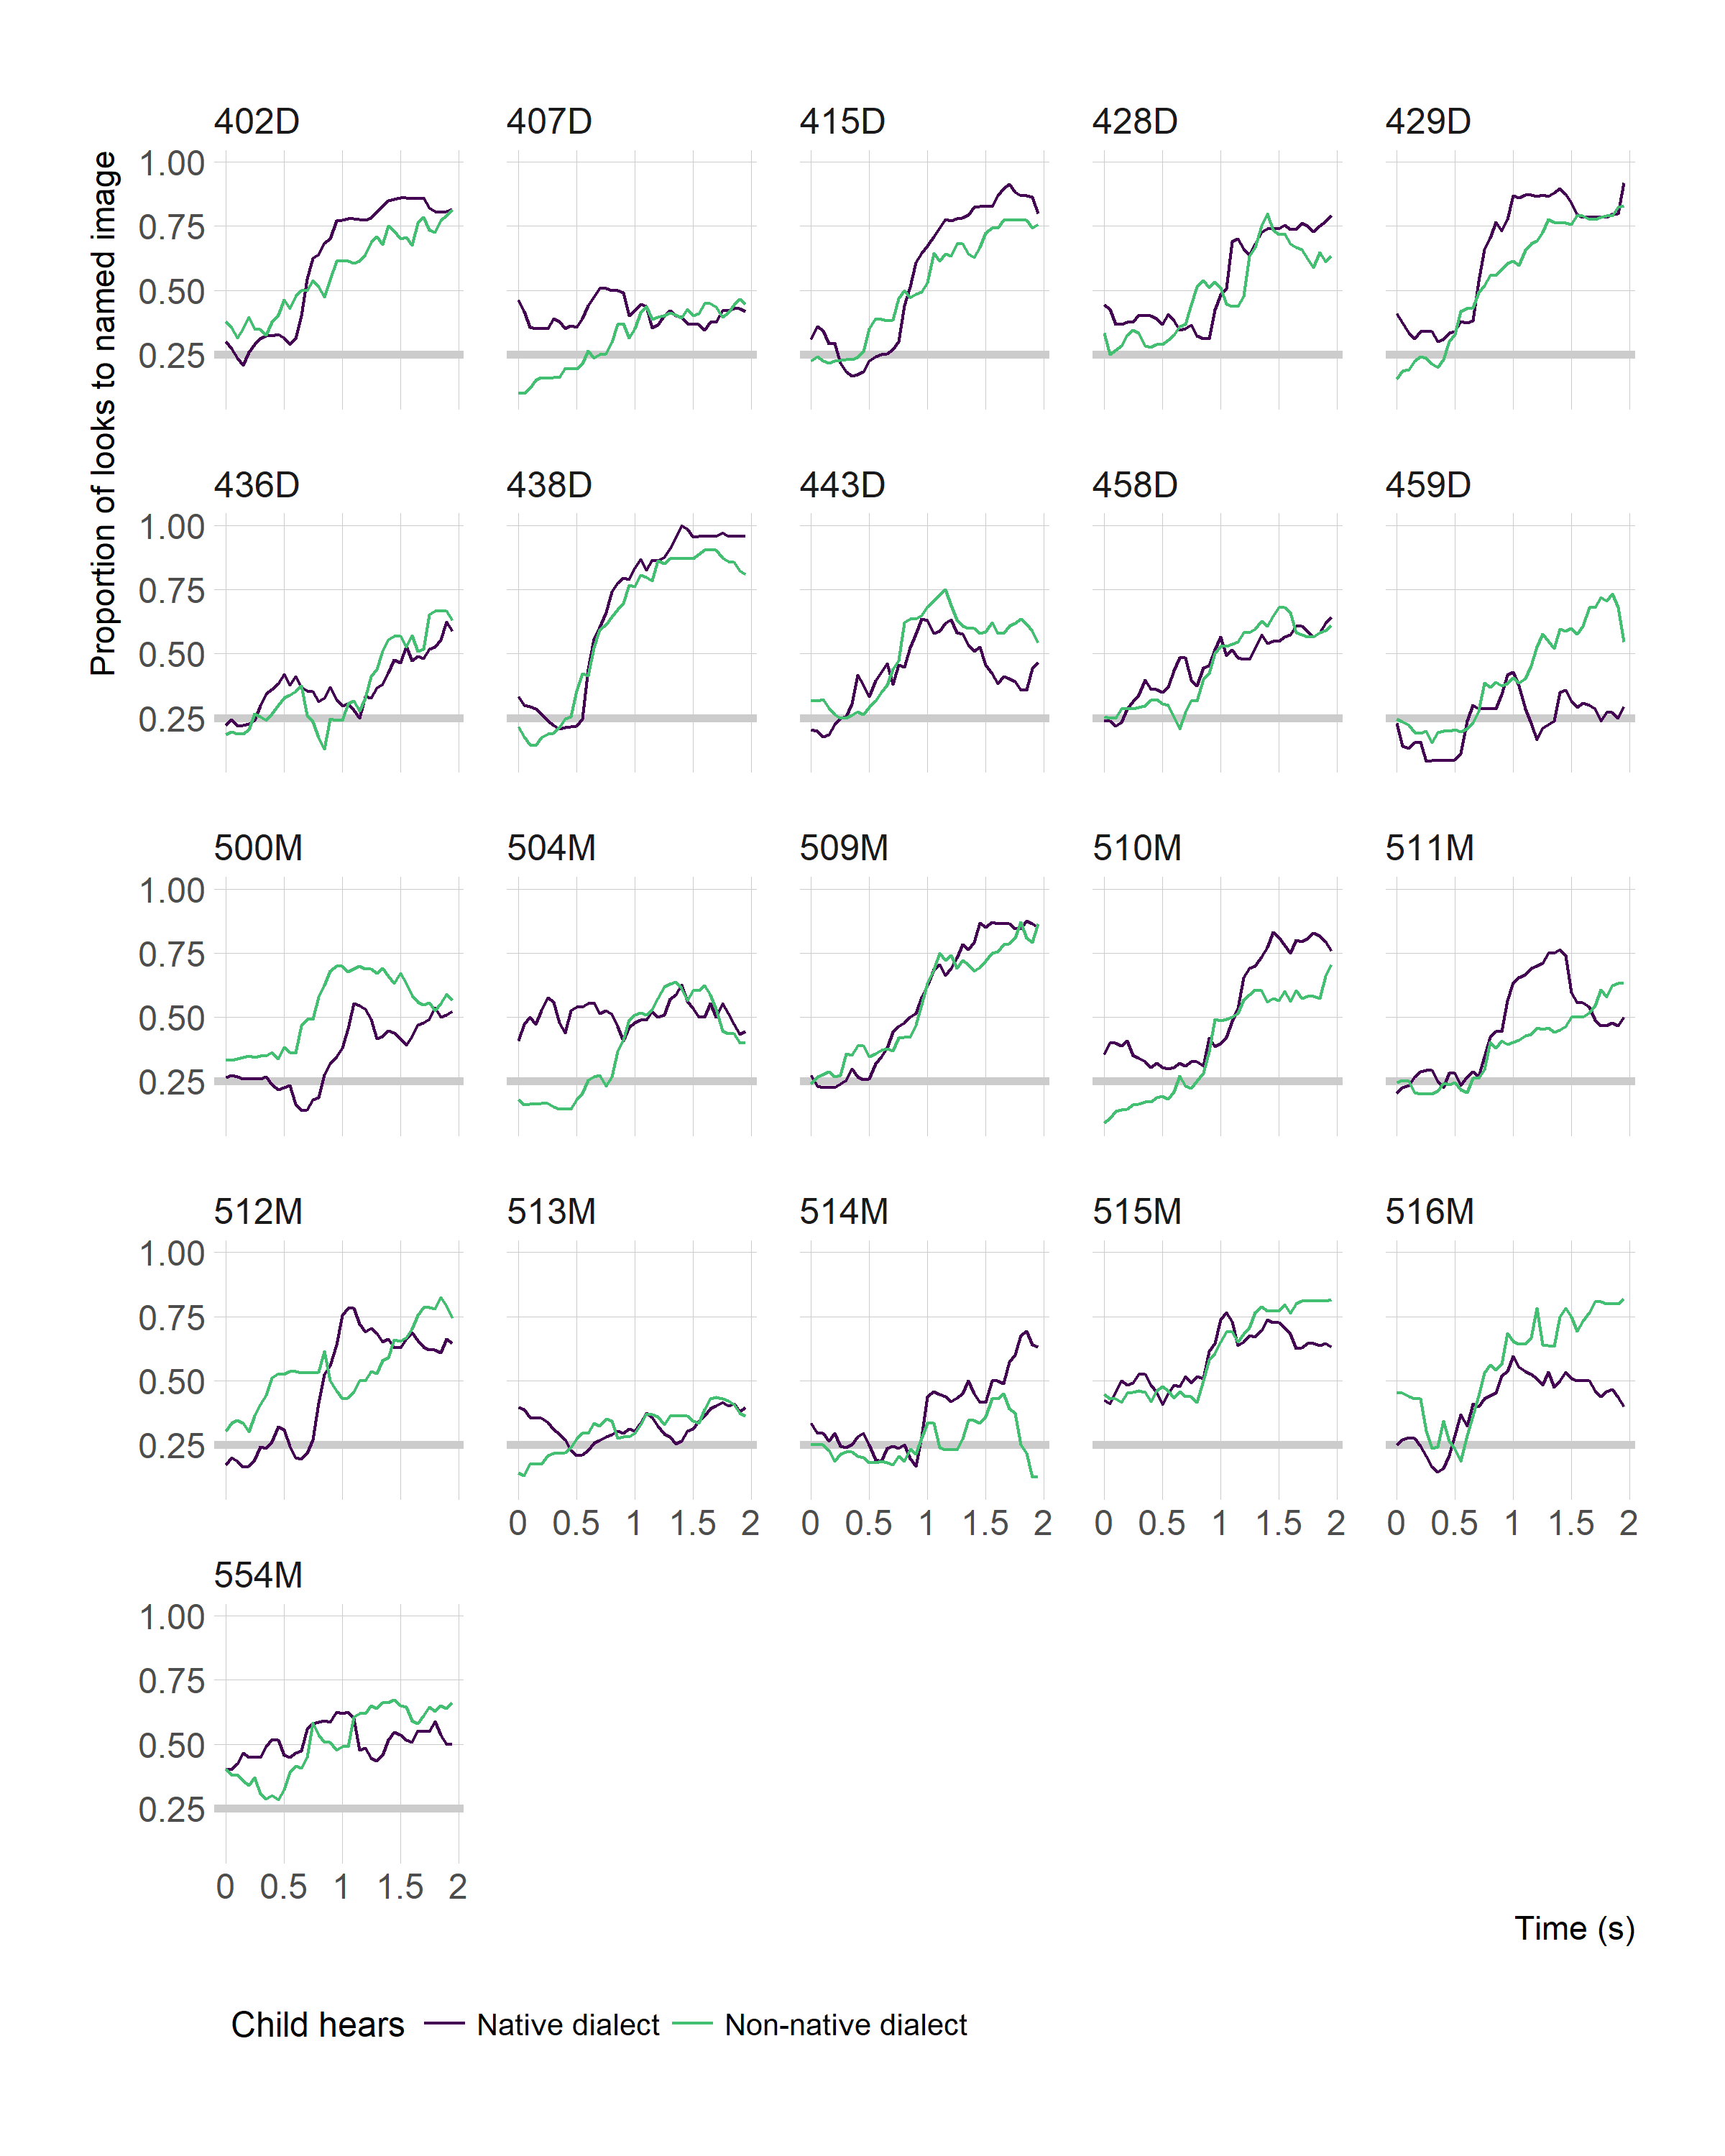 402D 407D 415D 428D 429D
Proportion of looks to named image
1.00
0.75
0.50
0.25
436D 438D 443D 458D 459D
1.00
0.75
0.50
0.25
500M 504M 509M 510M 511M
1.00
0.75
0.50
0.25
512M 513M 514M 515M 516M
1.00
0.75
0.50
0.25
0 0.5 1 1.5 2 0 0.5 1 1.5 2 0 0.5 1 1.5 2 0 0.5 1 1.5 2
554M
1.00
0.75
0.50
0.25
0 0.5 1 1.5 2
Time (s)
Child hears Native dialect Non-native dialect